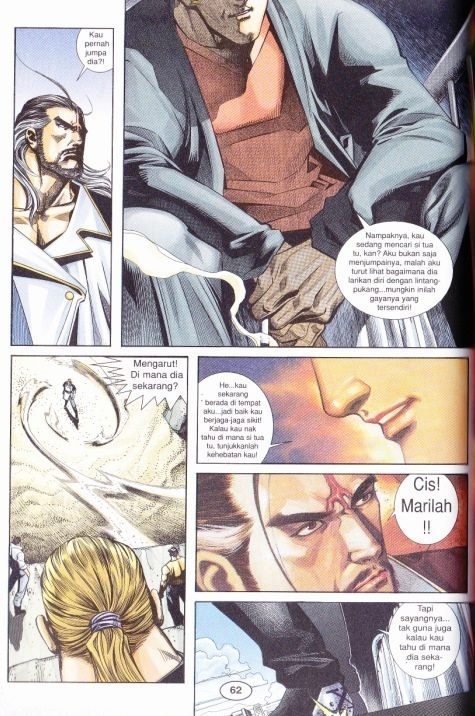 Kau
pernah
jumpa
dia?!
Nampaknya, kau
sedang mencari si tua
tu, kan? Aku bukan saja
menjumpainya, malah aku
turut lihat bagaimana dia
larikan diri dengan lintang-
pukang...mungkin inilah
gayanya yang
tersendiri!
Mengarut!
Di mana dia
sekarang?
He...kau
sekarang
berada di tempat
aku...jadi baik kau
berjaga-jaga sikit!
Kalau kau nak
tahu di mana si tua
tu, tunjukkanlah
kehebatan kau!
Cis!
Marilah
!!
Tapi
sayangnya...
tak guna juga
kalau kau
tahu di mana
dia seka-
rang!
62